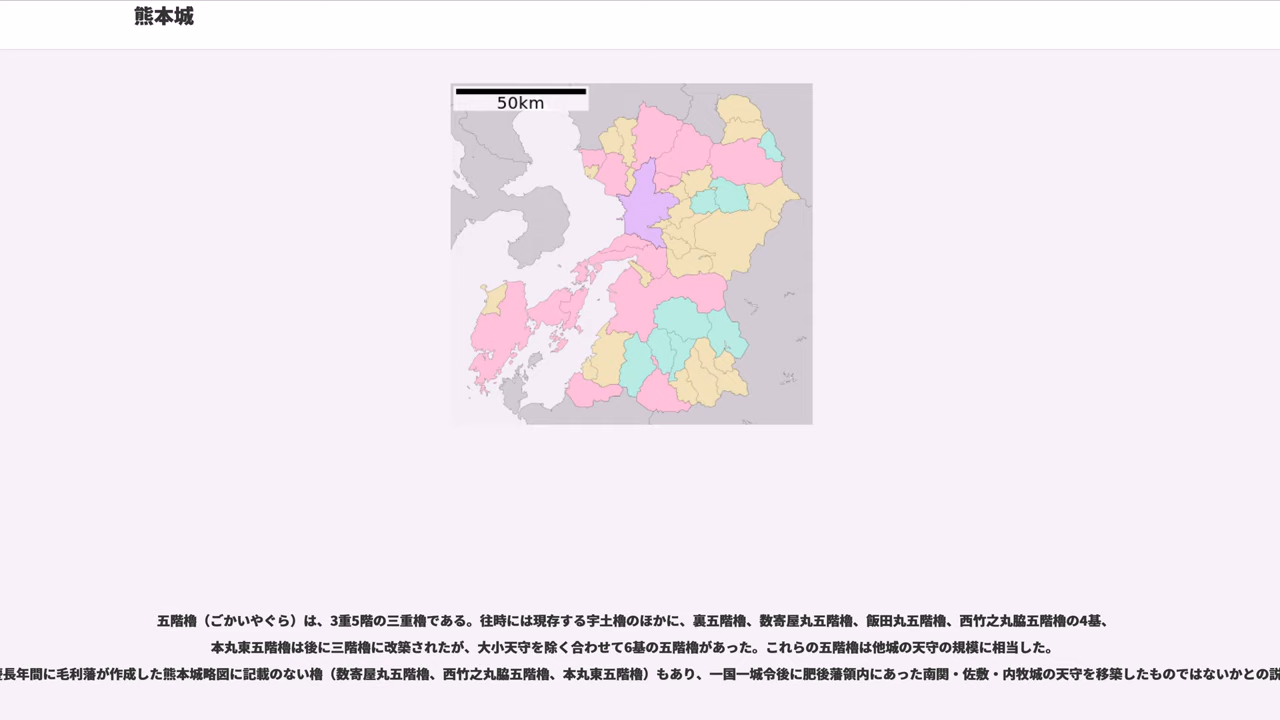 熊本城
50km
五階櫓（ごかいやぐら）は、3重5階の三重櫓である。往時には現存する宇土櫓のほかに、裏五階櫓、数寄屋丸五階櫓、飯田丸五階櫓、西竹之丸脇五階櫓の4基、
本丸東五階櫓は後に三階櫓に改築されたが、大小天守を除く合わせて6基の五階櫓があった。これらの五階櫓は他城の天守の規模に相当した。
長年間に毛利藩が作成した熊本城略図に記載のない櫓（数寄屋丸五階櫓、西竹之丸脇五階櫓、本丸東五階櫓）もあり、一国一城令後に肥後藩領内にあった南関・佐敷・内牧城の天守を移築したものではないかとの説